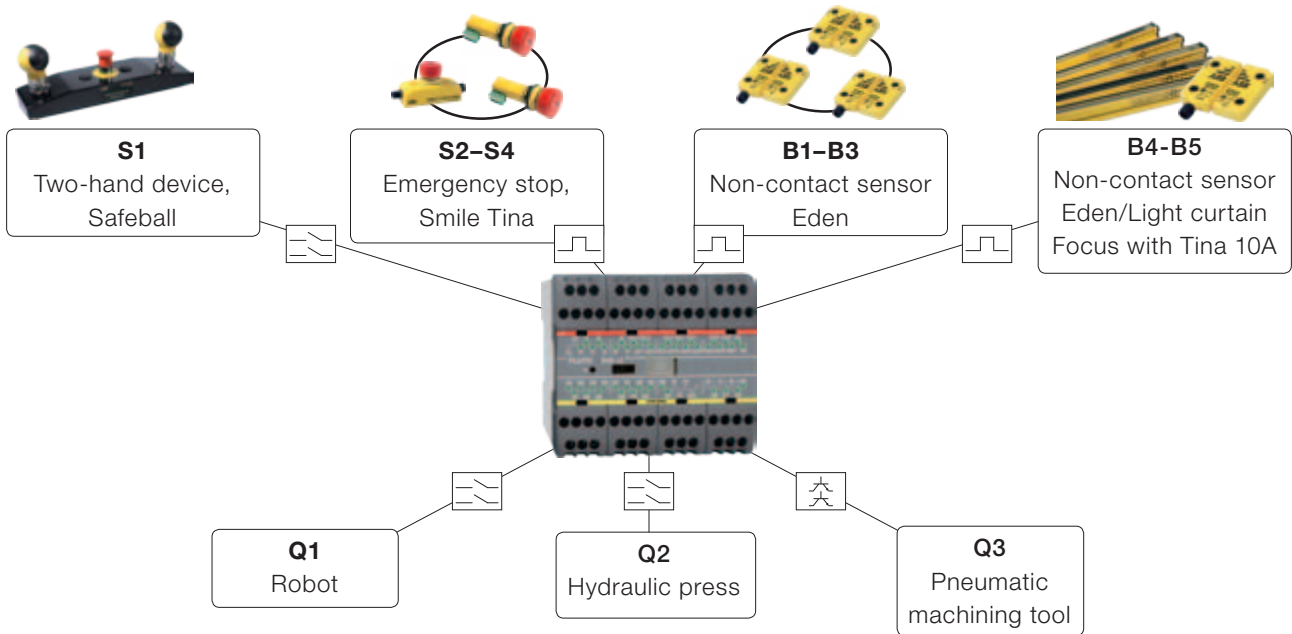 S1
Two-hand device,
Safeball
S2–S4
Emergency stop,
Smile Tina
B1–B3
Non-contact sensor
Eden
B4-B5
Non-contact sensor
Eden/Light curtain
Focus with Tina 10A
Q1
Robot
Q2
Hydraulic press
Q3
Pneumatic
machining tool